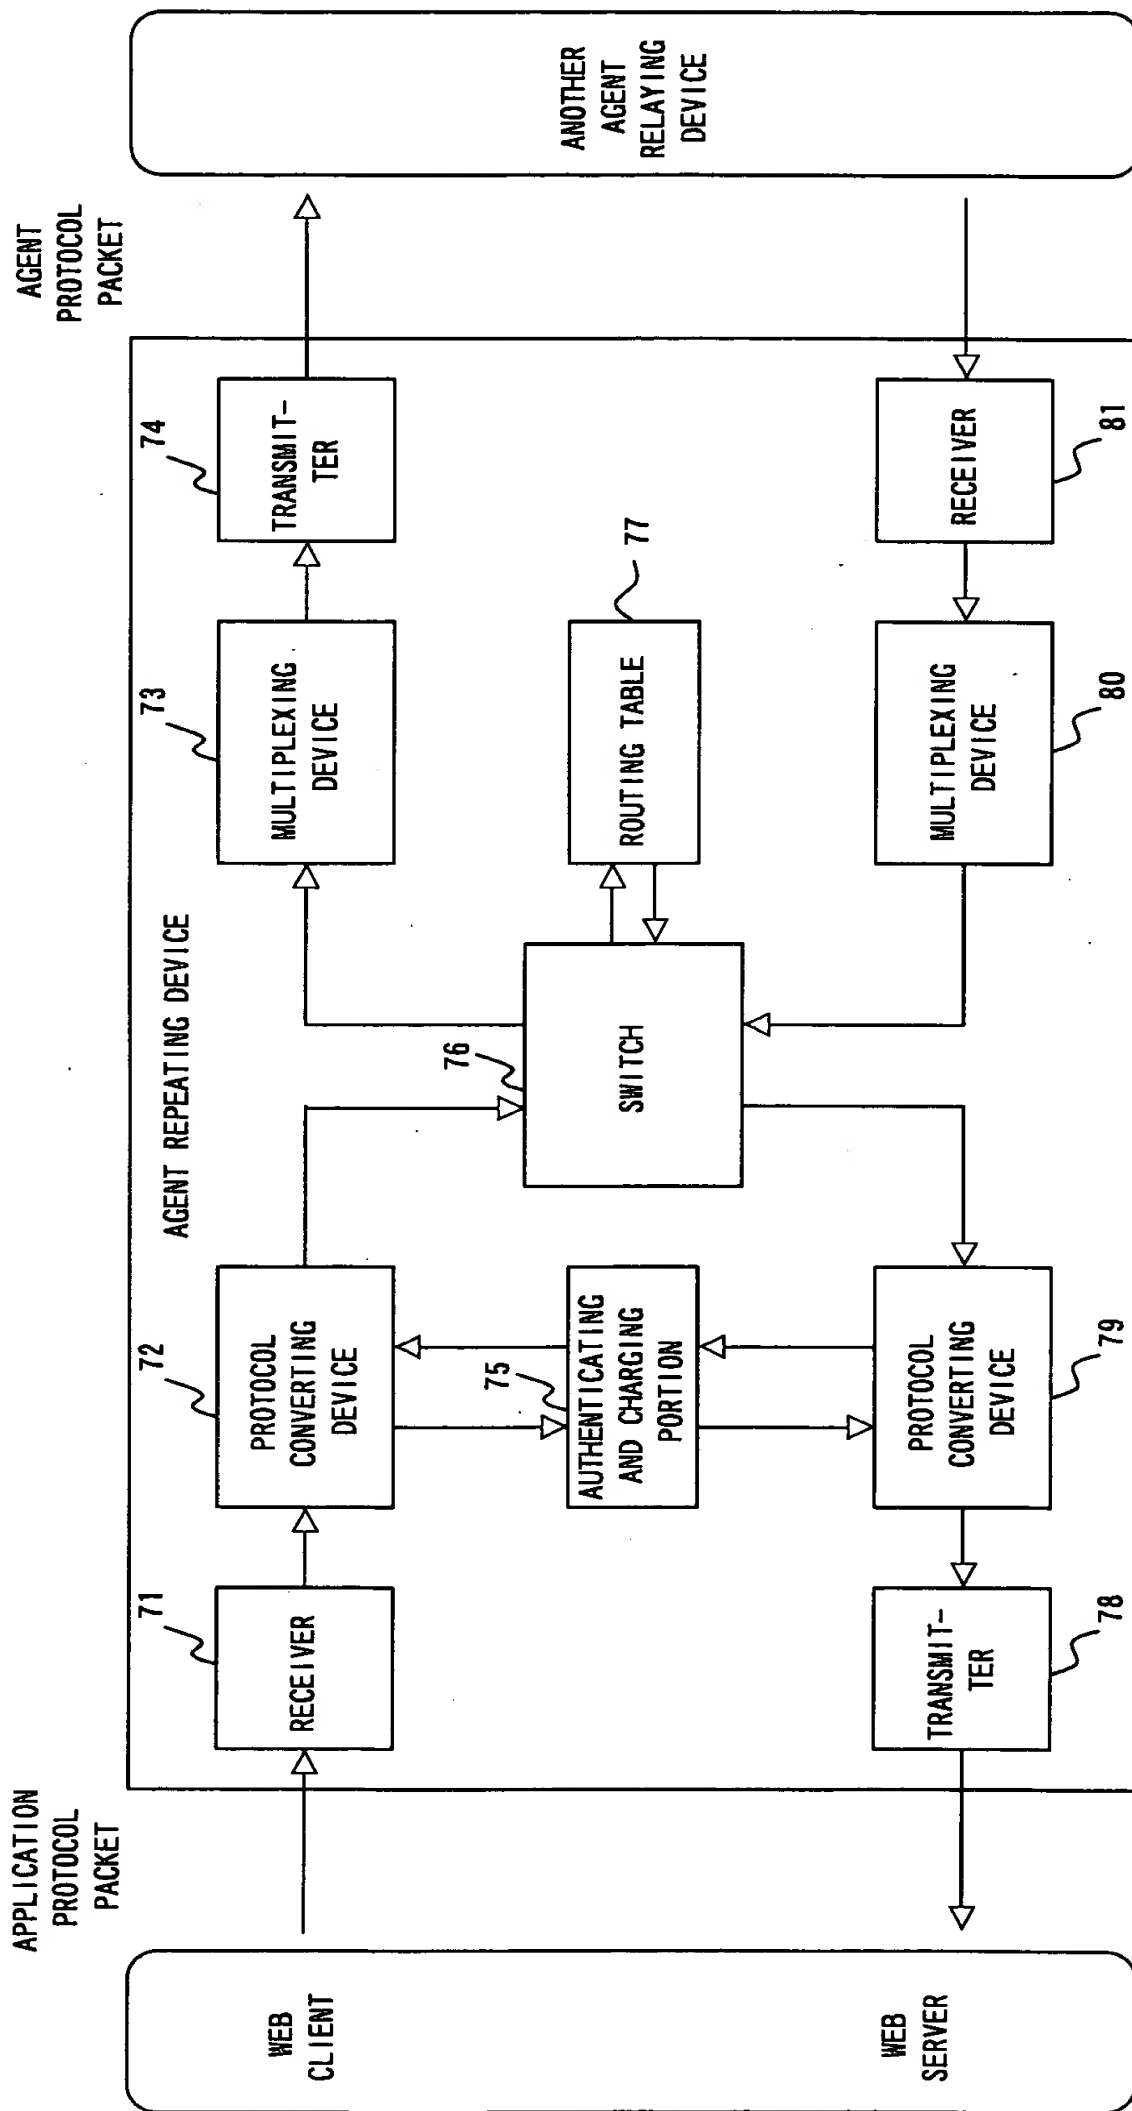 APPLICATION
PROTOCOL
PACKET
AGENT
PROTOCOL
PACKET
WEB
CLIENT
WEB
SERVER
AGENT REPEATING DEVICE
71
RECEIVER
72
PROTOCOL
CONVERTING
DEVICE
73
MULTIPLEXING
DEVICE
74
TRANSMIT-
TER
75
AUTHENTICATING
AND CHARGING
PORTION
76
SWITCH
77
ROUTING TABLE
TRANSMIT-
TER
78
PROTOCOL
CONVERTING
DEVICE
79
MULTIPLEXING
DEVICE
80
RECEIVER
81
ANOTHER
AGENT
RELAYING
DEVICE